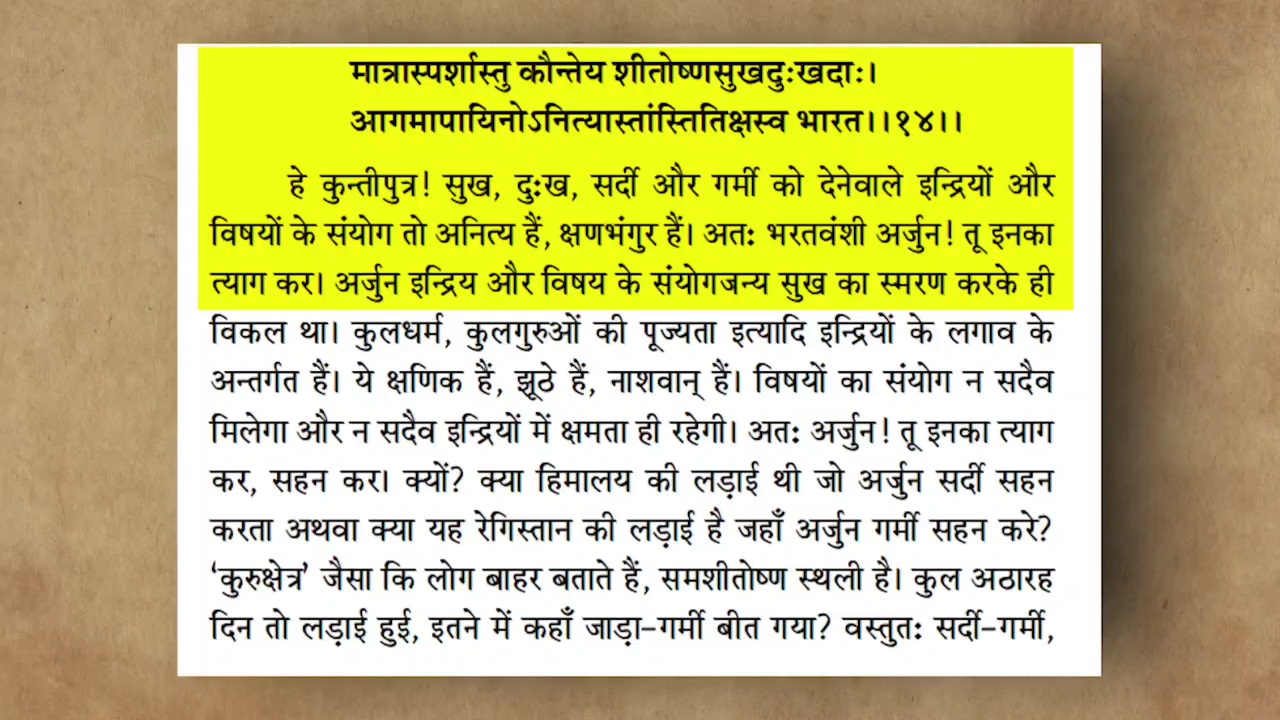 मात्रास्पर्शास्तु कौन्तेय शीतोष्णसुखदुःखदाः।
आगमापायिनोऽनित्यास्तांस्तितिक्षस्व भारत।।१४।।
हे कुन्तीपुत्र! सुख, दुःख, सर्दी और गर्मी को देनेवाले इन्द्रियों और
विषयों के संयोग तो अनित्य हैं, क्षणभंगुर हैं। अतः भरतवंशी अर्जुन! तू इनका
त्याग कर। अर्जुन इन्द्रिय और विषय के संयोगजन्य सुख का स्मरण करके ही
विकल था। कुलधर्म, कुलगुरुओं की पूज्यता इत्यादि इन्द्रियों के लगाव के
अन्तर्गत हैं। ये क्षणिक हैं, झूठे हैं, नाशवान् हैं। विषयों का संयोग न सदैव
मिलेगा और न सदैव इन्द्रियों में क्षमता ही रहेगी। अतः अर्जुन! तू इनका त्याग
कर, सहन कर। क्यों? क्या हिमालय की लड़ाई थी जो अर्जुन सर्दी सहन
करता अथवा क्या यह रेगिस्तान की लड़ाई है जहाँ अर्जुन गर्मी सहन करे?
‘कुरुक्षेत्र’ जैसा कि लोग बाहर बताते हैं, समशीतोष्ण स्थली है। कुल अठारह
दिन तो लड़ाई हुई, इतने में कहाँ जाड़ा-गर्मी बीत गया? वस्तुतः सर्दी-गर्मी,